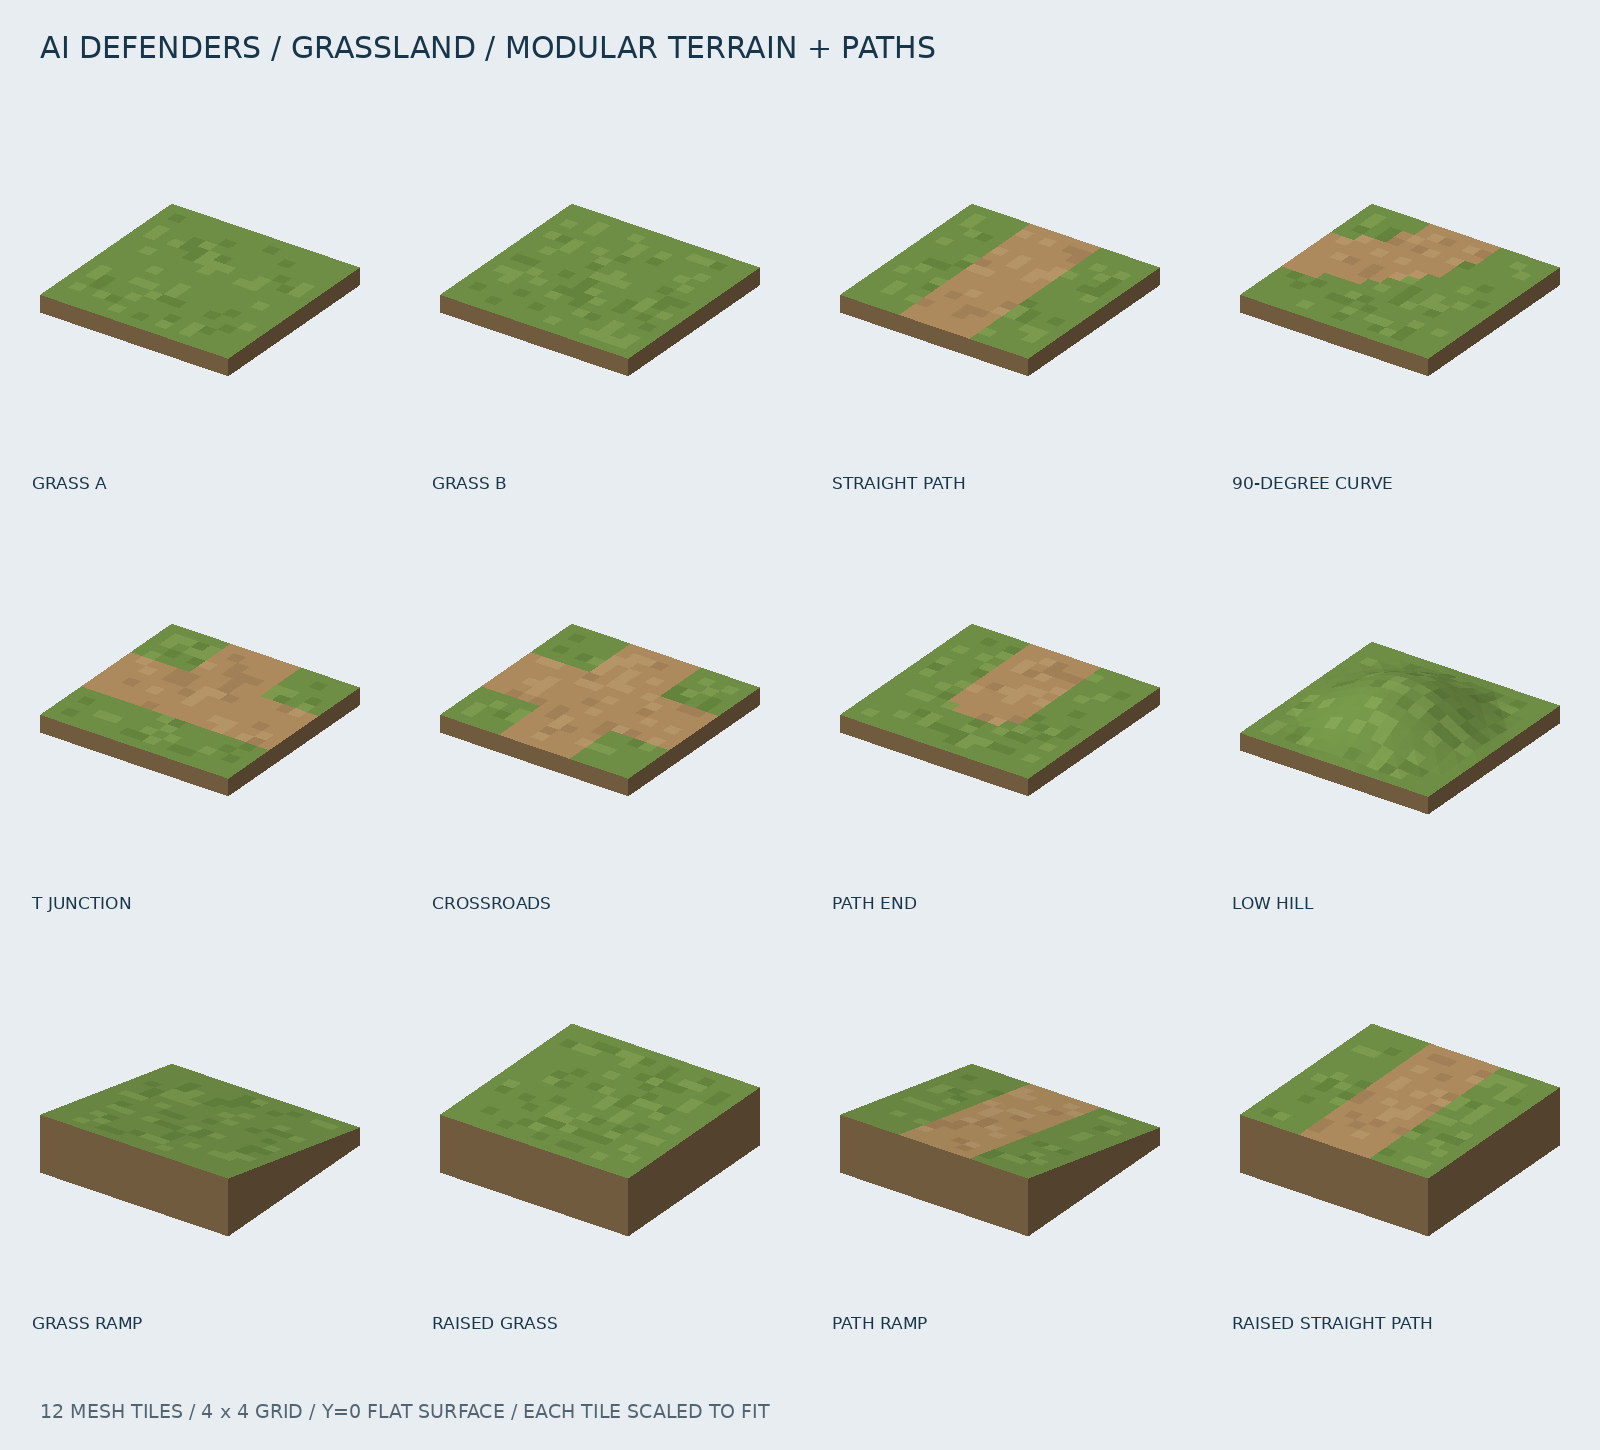 AI DEFENDERS / GRASSLAND / MODULAR TERRAIN + PATHS
GRASS A
GRASS B
STRAIGHT PATH
90-DEGREE CURVE
T JUNCTION
CROSSROADS
PATH END
LOW HILL
GRASS RAMP
RAISED GRASS
PATH RAMP
RAISED STRAIGHT PATH
12 MESH TILES / 4 x 4 GRID / Y=0 FLAT SURFACE / EACH TILE SCALED TO FIT